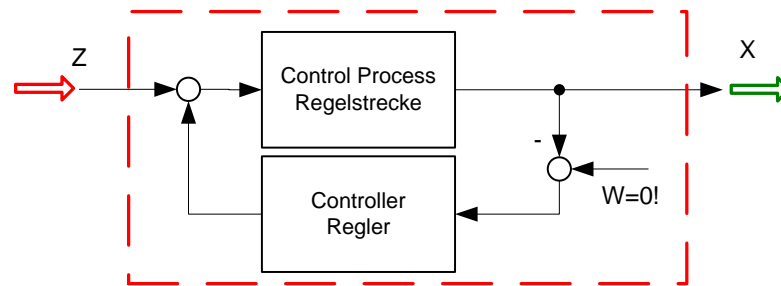 Z
X
Control Process
Regelstrecke
-
W=0!
Controller
Regler